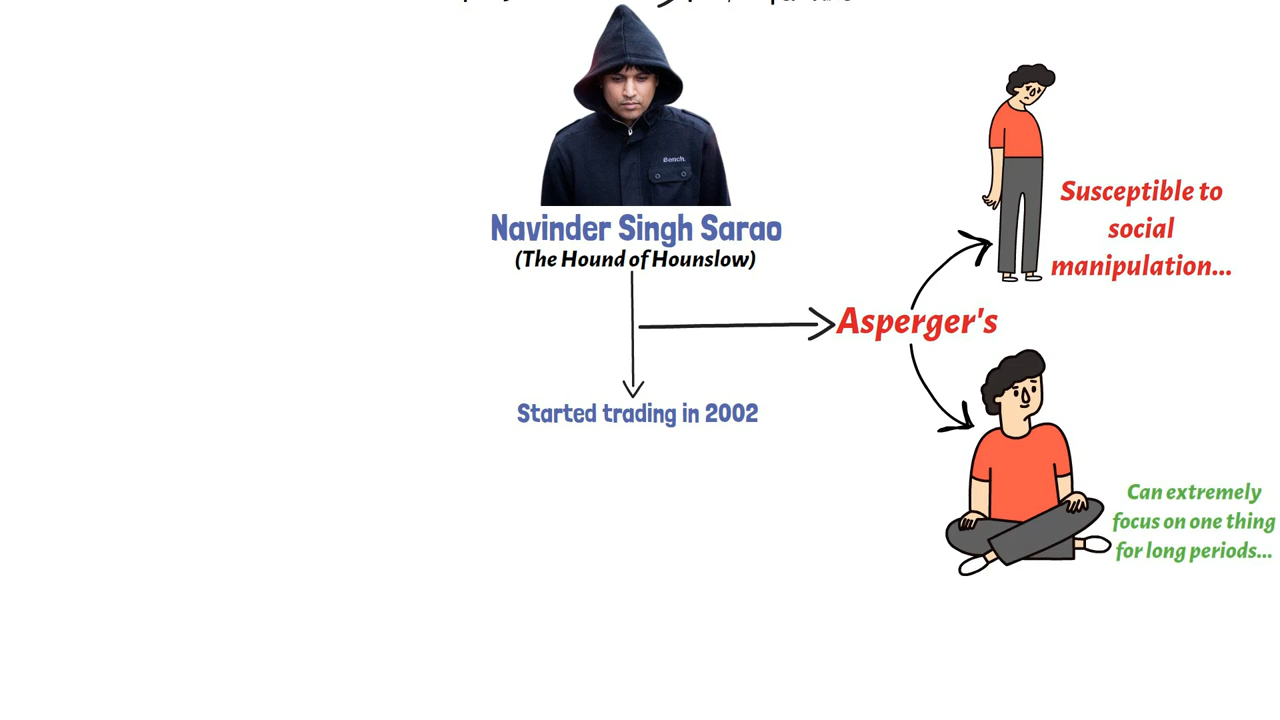 Bench.
Navinder Singh Sarao
(The Hound of Hounslow)
Susceptible to
social
manipulation...
Asperger's
Started trading in 2002
Can extremely
focus on one thing
for long periods...